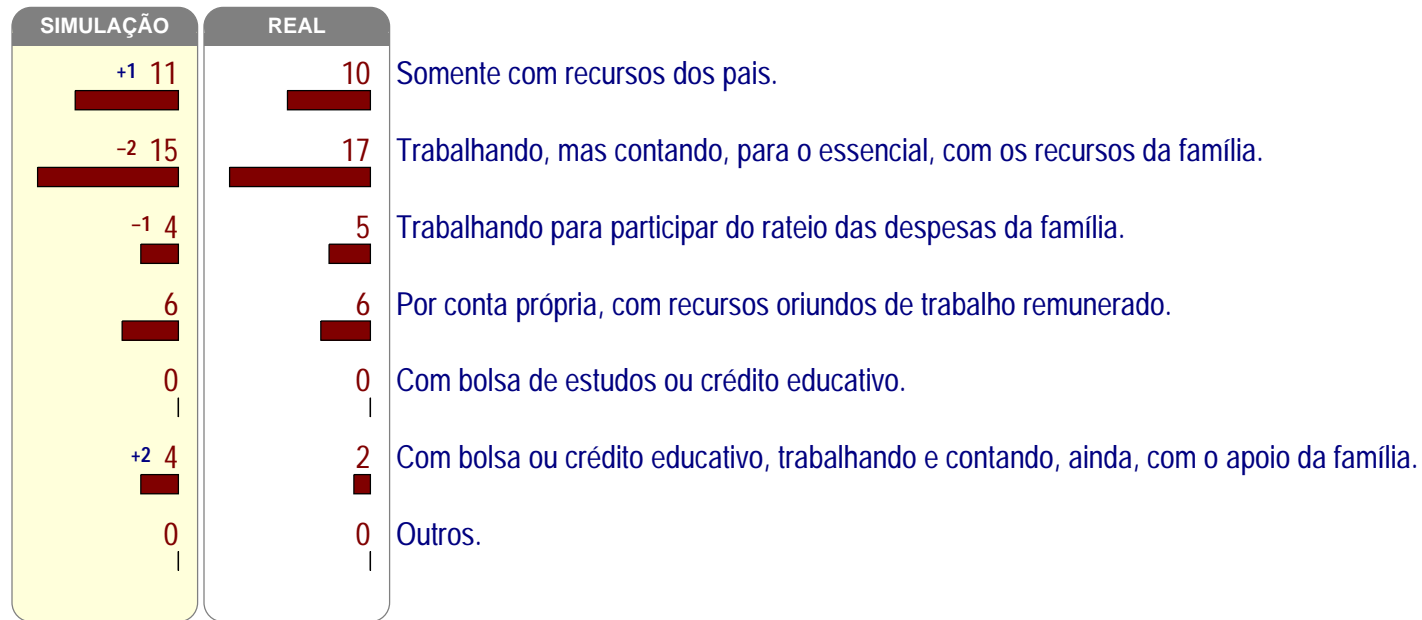 SIMULAÇÃO REAL
+1 11 10 Somente com recursos dos pais.
−2 15 17 Trabalhando, mas contando, para o essencial, com os recursos da família.
−1 4 5 Trabalhando para participar do rateio das despesas da família.
6 6 Por conta própria, com recursos oriundos de trabalho remunerado.
0 0 Com bolsa de estudos ou crédito educativo.
+2 4 2 Com bolsa ou crédito educativo, trabalhando e contando, ainda, com o apoio da família.
0 0 Outros.